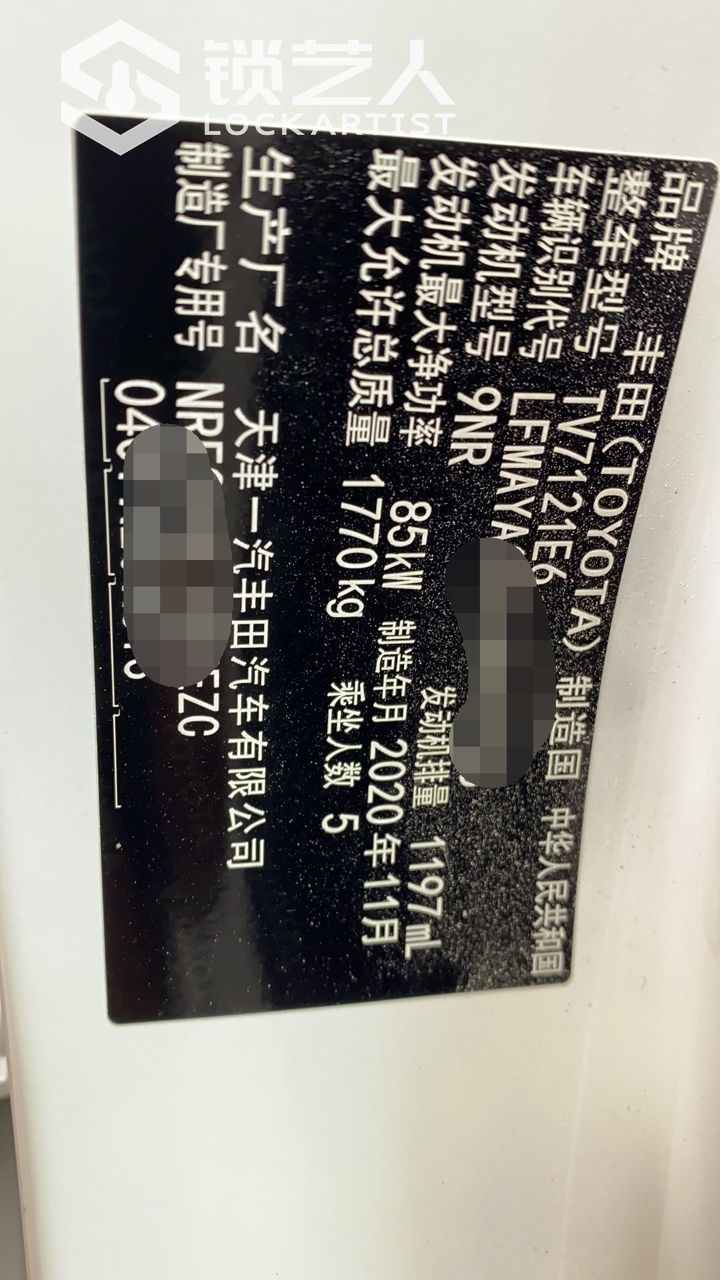 锁艺人
LOCKARTIST
品牌 丰田(TOYOTA) 制造国 中华人民共和国
整车型号 TV7121E6
车辆识别代号 LFMAYA
发动机型号 9NR 发动机排量 1197mL
发动机最大净功率 85kW 制造年月 2020年11月
最大允许总质量 1770kg 乘坐人数 5
生产厂名 天津一汽丰田汽车有限公司
制造厂专用号 NRE ZC
040